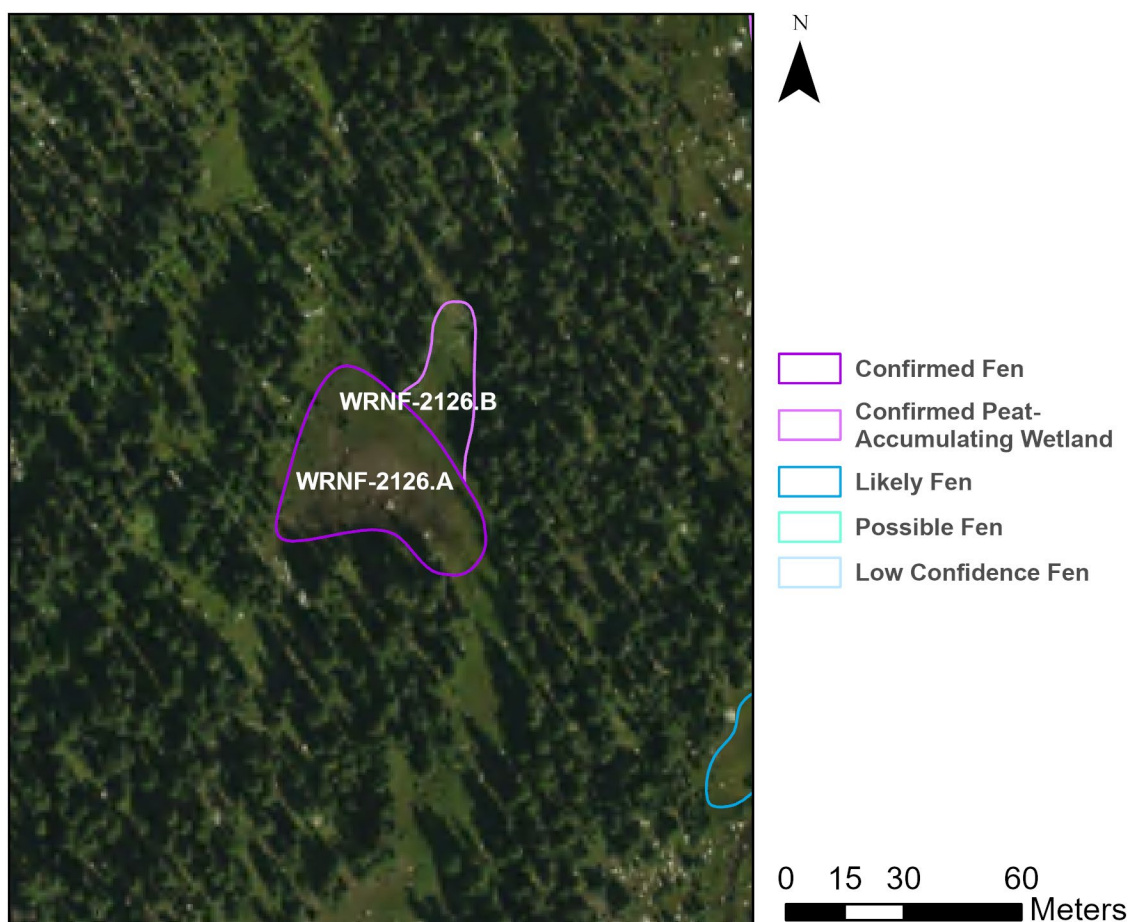 N
WRNF-2126.B
WRNF-2126.A
Confirmed Fen
Confirmed Peat-
Accumulating Wetland
Likely Fen
Possible Fen
Low Confidence Fen
0 15 30 60
Meters